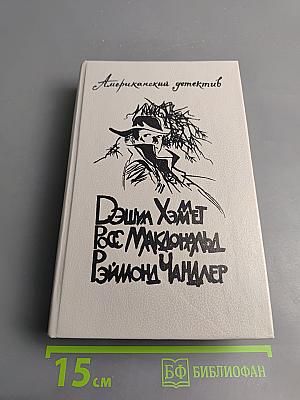 Американский детектив
Дэшил Хэммет
Росс Макдональд
Рэймонд Чандлер
15 см
БФ БИБЛИОФАН